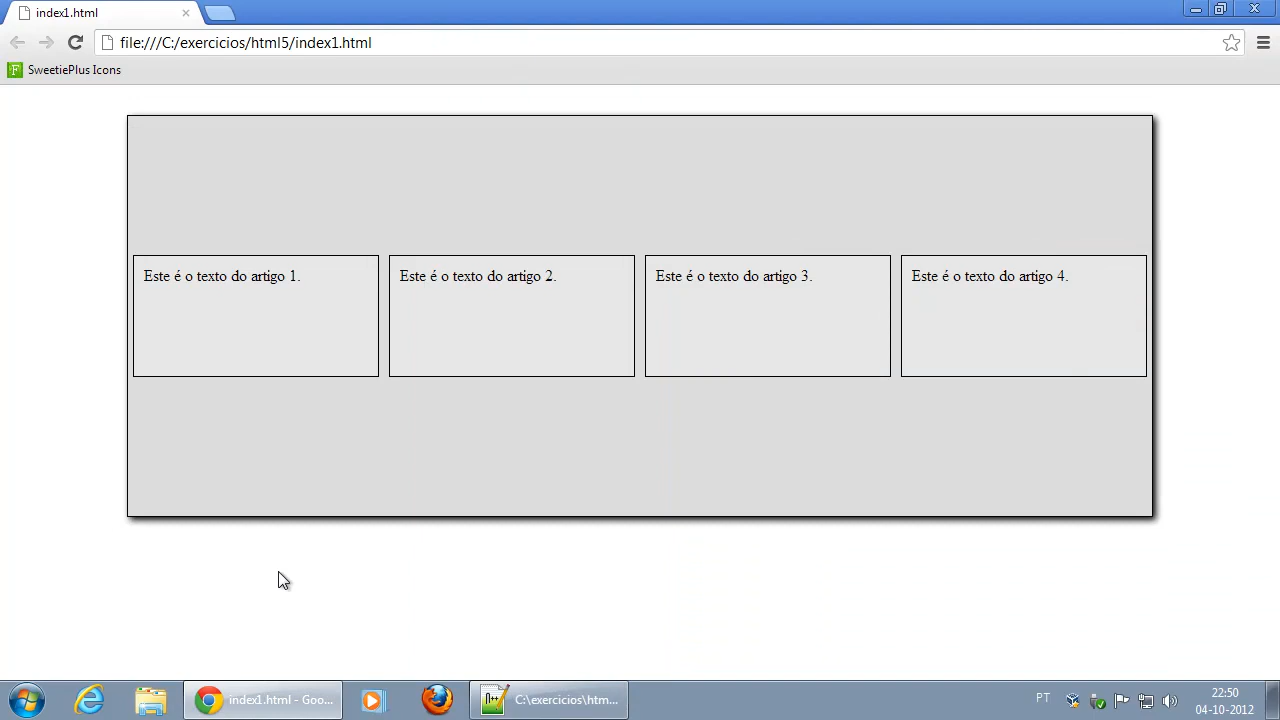 index1.html
file:///C:/exercicios/html5/index1.html
SweetiePlus Icons
Este é o texto do artigo 1.
Este é o texto do artigo 2.
Este é o texto do artigo 3.
Este é o texto do artigo 4.
index1.html - Goo...
C:\exercicios\htm...
PT
22:50
04-10-2012